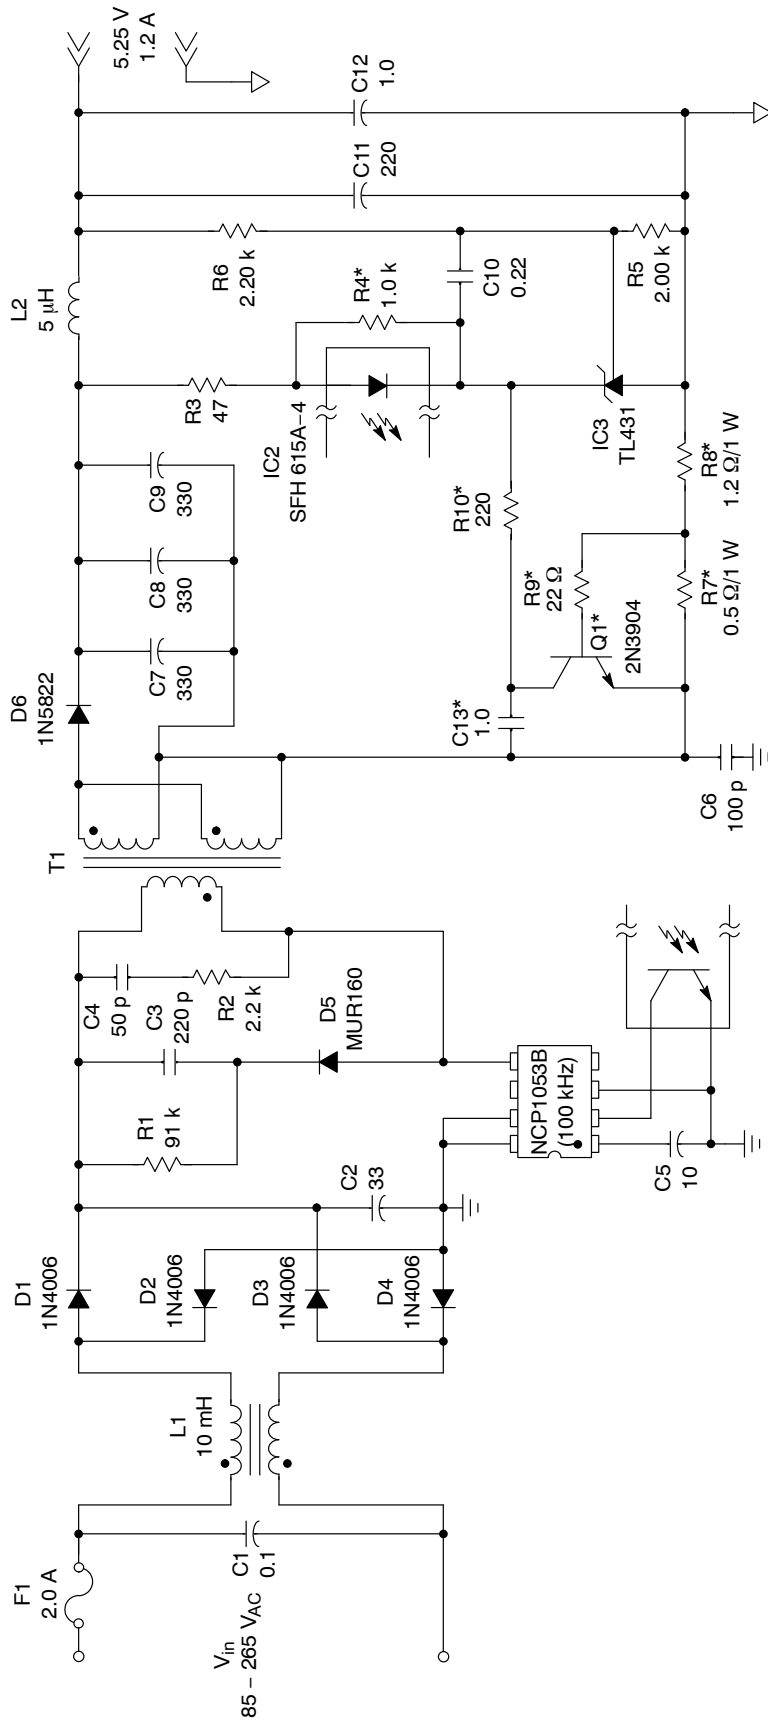 F1
2.0 A
C1
0.1
Vin
85 – 265 VAC
L1
10 mH
D1
1N4006
D2
1N4006
D3
1N4006
D4
1N4006
C2
33
R1
91 k
C4
50 p
C3
220 p
R2
2.2 k
D5
MUR160
NCP1053B
(100 kHz)
C5
10
T1
D6
1N5822
C7
330
C8
330
C9
330
L2
5 µH
R3
47
IC2
SFH 615A–4
R4*
1.0 k
R6
2.20 k
C10
0.22
C11
220
C12
1.0
5.25 V
1.2 A
R10*
220
C13*
1.0
R9*
22 Ω
Q1*
2N3904
IC3
TL431
R5
2.00 k
R7*
0.5 Ω/1 W
R8*
1.2 Ω/1 W
C6
100 p